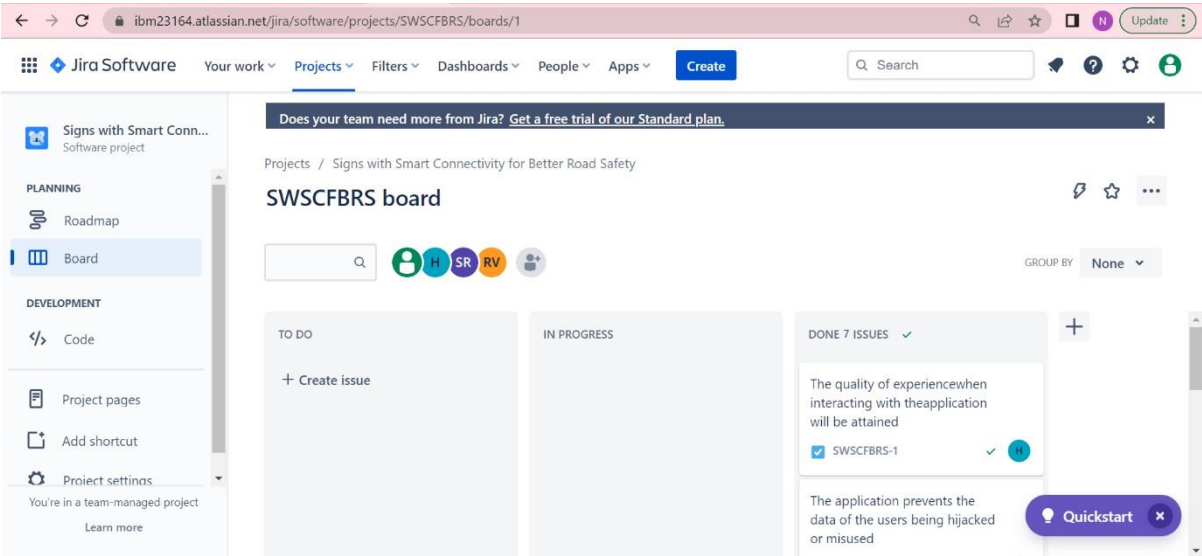 ibm23164.atlassian.net/jira/software/projects/SWSCFBRS/boards/1
N
Update
Jira Software
Your work
Projects
Filters
Dashboards
People
Apps
Create
Search
Signs with Smart Conn...
Software project
Does your team need more from Jira? Get a free trial of our Standard plan.
Projects / Signs with Smart Connectivity for Better Road Safety
PLANNING
SWSCFBRS board
Roadmap
Board
H
SR
RV
GROUP BY
None
DEVELOPMENT
Code
Project pages
Add shortcut
Project settings
You're in a team-managed project
Learn more
TO DO
+ Create issue
IN PROGRESS
DONE 7 ISSUES
The quality of experiencewhen
interacting with theapplication
will be attained
SWSCFBRS-1
H
The application prevents the
data of the users being hijacked
or misused
Quickstart